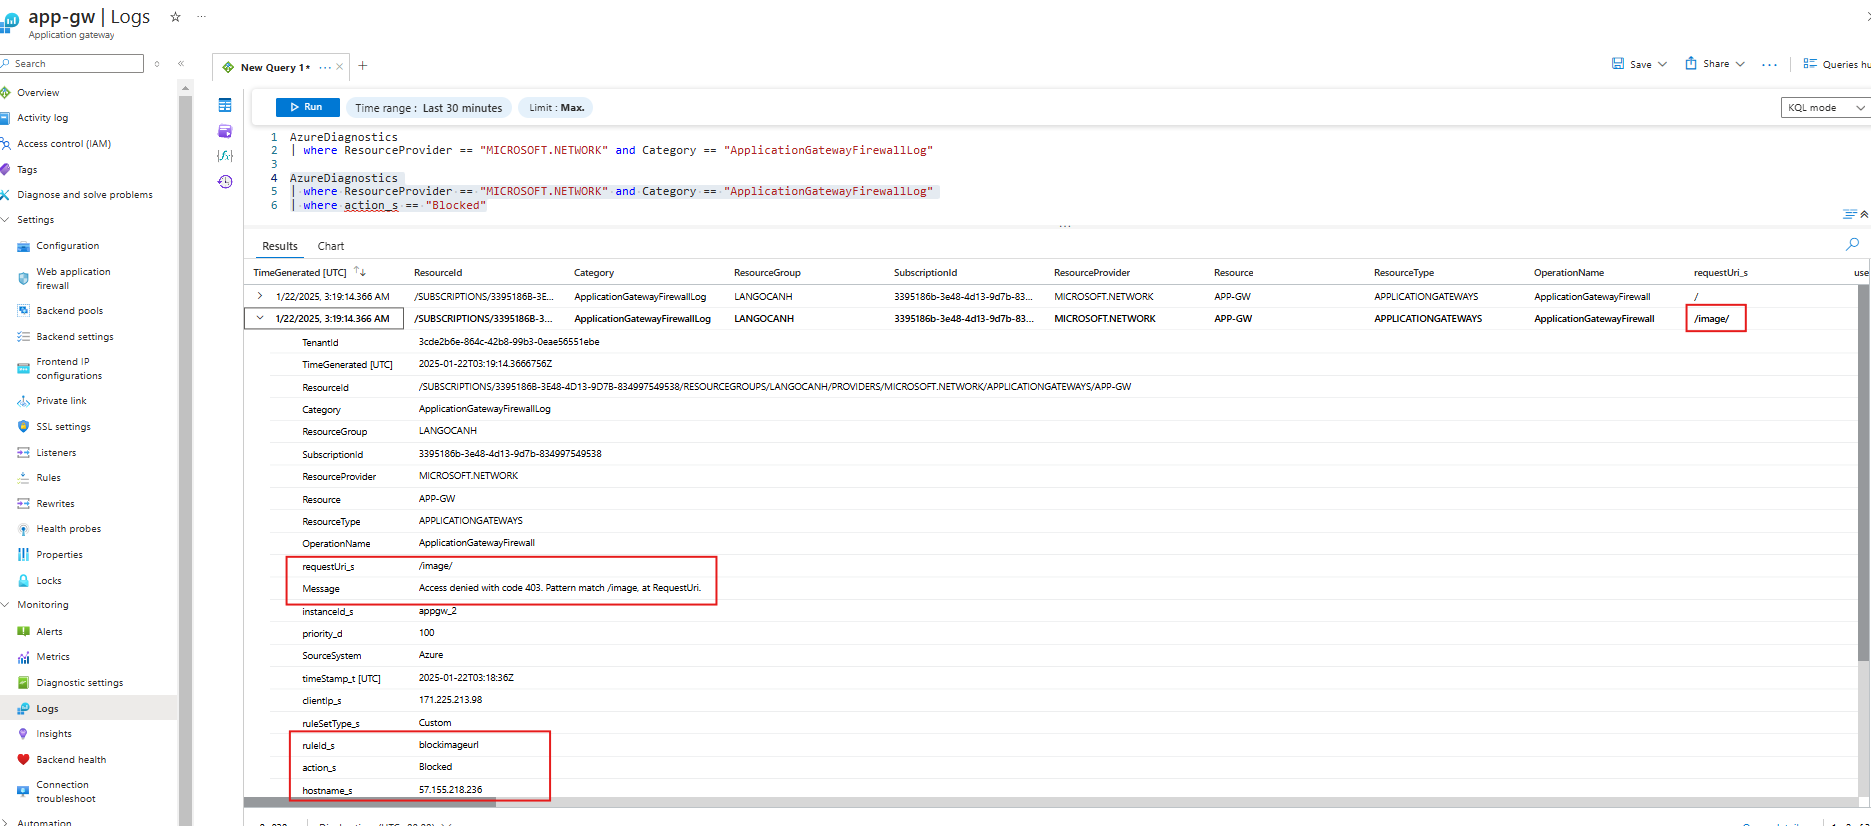 app-gw | Logs ☆ ...
Application gateway
Search
Overview
Activity log
Access control (IAM)
Tags
Diagnose and solve problems
Settings
Configuration
Web application
firewall
Backend pools
Backend settings
Frontend IP
configurations
Private link
SSL settings
Listeners
Rules
Rewrites
Health probes
Properties
Locks
Monitoring
Alerts
Metrics
Diagnostic settings
Logs
Insights
Backend health
Connection
troubleshoot
Automation
New Query 1* ... × +
Save Share ... Queries hu
Run Time range : Last 30 minutes Limit : Max. KQL mode
1 AzureDiagnostics
2 | where ResourceProvider == "MICROSOFT.NETWORK" and Category == "ApplicationGatewayFirewallLog"
3
4 AzureDiagnostics
5 | where ResourceProvider == "MICROSOFT.NETWORK" and Category == "ApplicationGatewayFirewallLog"
6 | where action_s == "Blocked"
Results Chart
TimeGenerated [UTC] ResourceId Category ResourceGroup SubscriptionId ResourceProvider Resource ResourceType OperationName requestUri_s use
1/22/2025, 3:19:14.366 AM /SUBSCRIPTIONS/3395186B-3E... ApplicationGatewayFirewallLog LANGOCANH 3395186b-3e48-4d13-9d7b-83... MICROSOFT.NETWORK APP-GW APPLICATIONGATEWAYS ApplicationGatewayFirewall /
1/22/2025, 3:19:14.366 AM /SUBSCRIPTIONS/3395186B-3... ApplicationGatewayFirewallLog LANGOCANH 3395186b-3e48-4d13-9d7b-83... MICROSOFT.NETWORK APP-GW APPLICATIONGATEWAYS ApplicationGatewayFirewall /image/
TenantId 3cde2b6e-864c-42b8-99b3-0eae56551ebe
TimeGenerated [UTC] 2025-01-22T03:19:14.3666756Z
ResourceId /SUBSCRIPTIONS/3395186B-3E48-4D13-9D7B-834997549538/RESOURCEGROUPS/LANGOCANH/PROVIDERS/MICROSOFT.NETWORK/APPLICATIONGATEWAYS/APP-GW
Category ApplicationGatewayFirewallLog
ResourceGroup LANGOCANH
SubscriptionId 3395186b-3e48-4d13-9d7b-834997549538
ResourceProvider MICROSOFT.NETWORK
Resource APP-GW
ResourceType APPLICATIONGATEWAYS
OperationName ApplicationGatewayFirewall
requestUri_s /image/
Message Access denied with code 403. Pattern match /image, at RequestUri.
instanceId_s appgw_2
priority_d 100
SourceSystem Azure
timeStamp_t [UTC] 2025-01-22T03:18:36Z
clientIp_s 171.225.213.98
ruleSetType_s Custom
ruleId_s blockimageurl
action_s Blocked
hostname_s 57.155.218.236